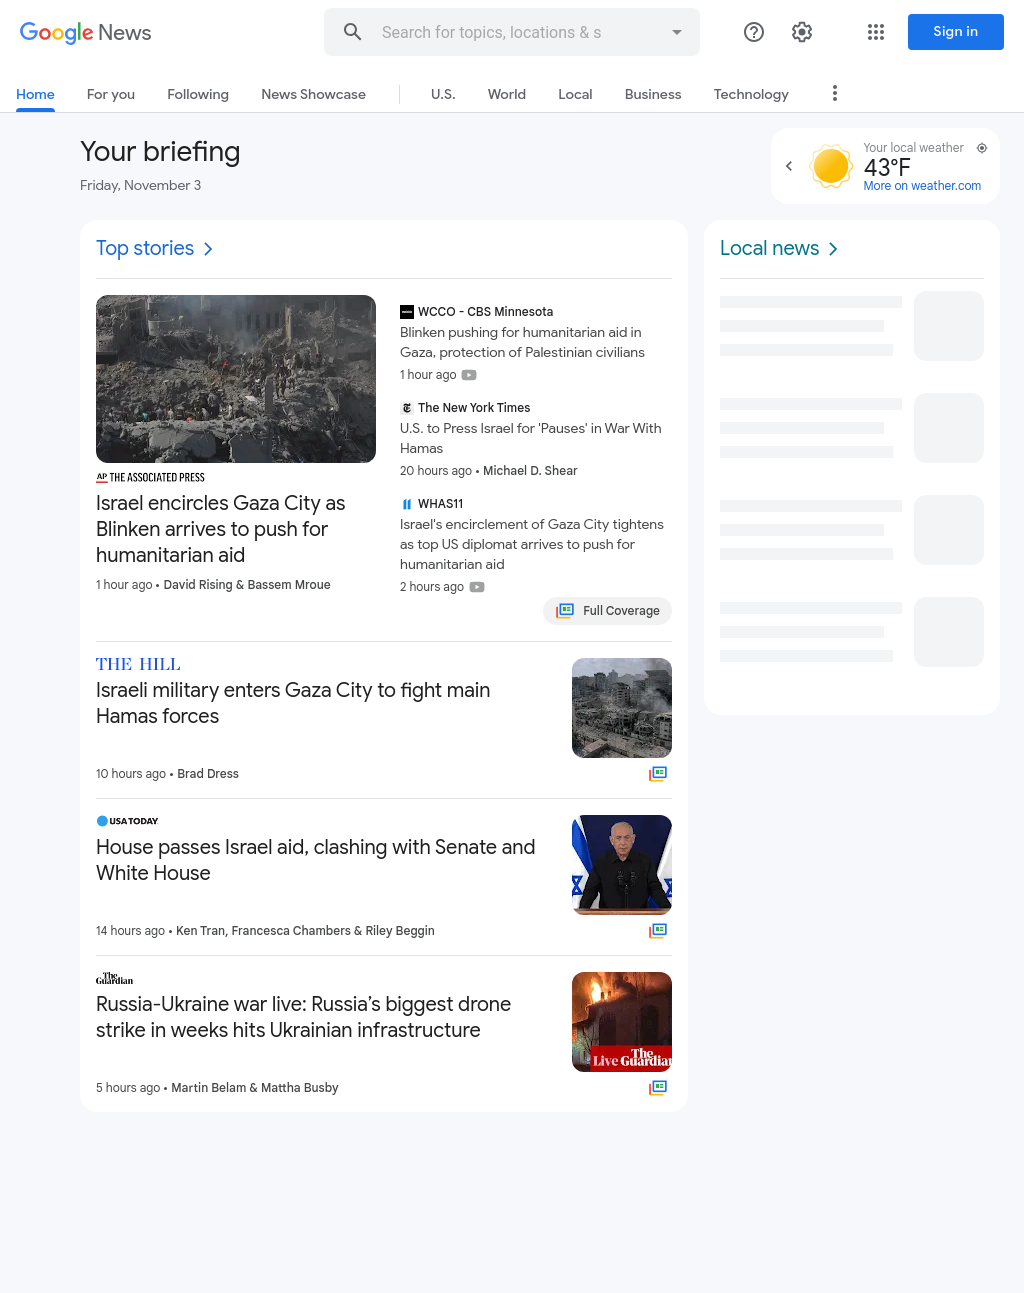 Google News
Search for topics, locations & s
Sign in
Home
For you
Following
News Showcase
U.S.
World
Local
Business
Technology
Your briefing
Friday, November 3
Your local weather
43°F
More on weather.com
Top stories
AP THE ASSOCIATED PRESS
Israel encircles Gaza City as
Blinken arrives to push for
humanitarian aid
1 hour ago • David Rising & Bassem Mroue
WCCO - CBS Minnesota
Blinken pushing for humanitarian aid in
Gaza, protection of Palestinian civilians
1 hour ago
The New York Times
U.S. to Press Israel for 'Pauses' in War With
Hamas
20 hours ago • Michael D. Shear
WHAS11
Israel's encirclement of Gaza City tightens
as top US diplomat arrives to push for
humanitarian aid
2 hours ago
Full Coverage
THE HILL
Israeli military enters Gaza City to fight main
Hamas forces
10 hours ago • Brad Dress
USA TODAY
House passes Israel aid, clashing with Senate and
White House
14 hours ago • Ken Tran, Francesca Chambers & Riley Beggin
The
Guardian
Russia-Ukraine war live: Russia’s biggest drone
strike in weeks hits Ukrainian infrastructure
The
Live Guardian
5 hours ago • Martin Belam & Mattha Busby
Local news